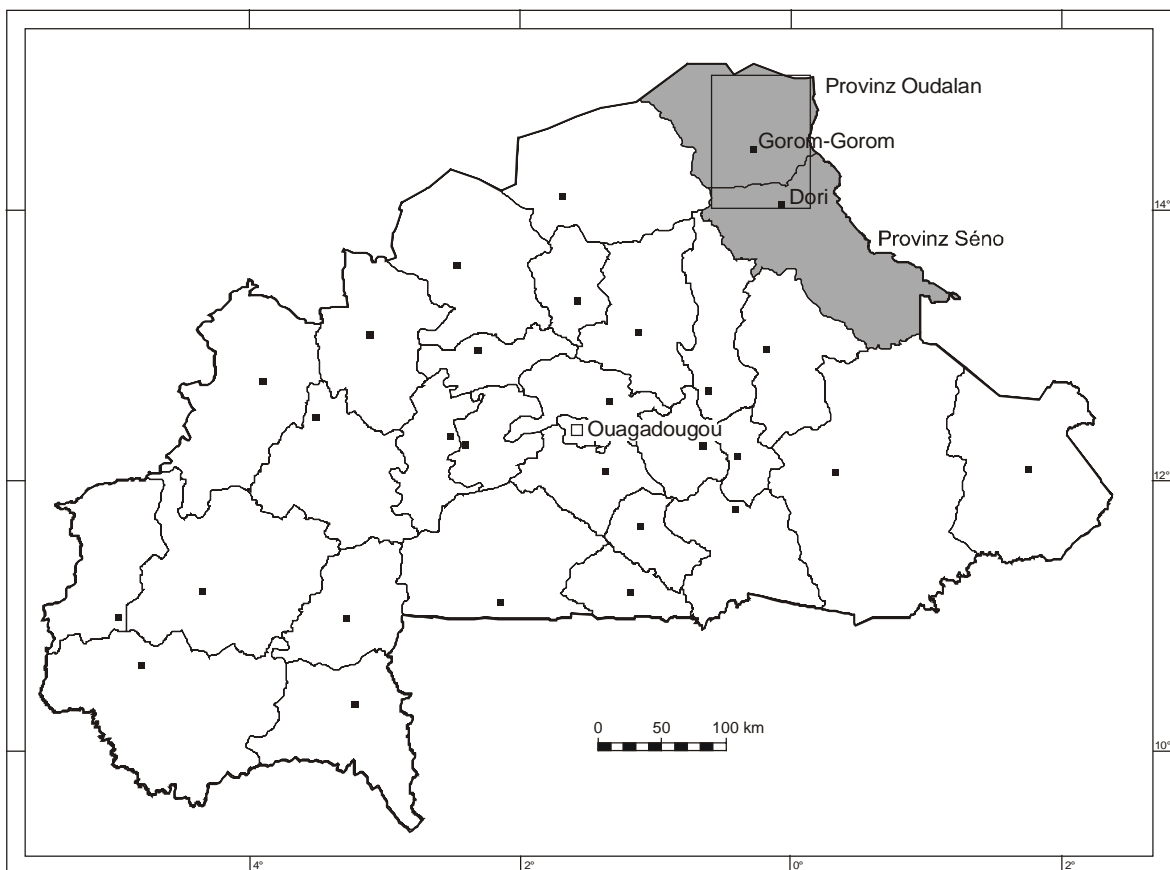 Provinz Oudalan
Gorom-Gorom
Dori
14°
Provinz Séno
Ouagadougou
12°
0 50 100 km
10°
4° 2° 0° 2°